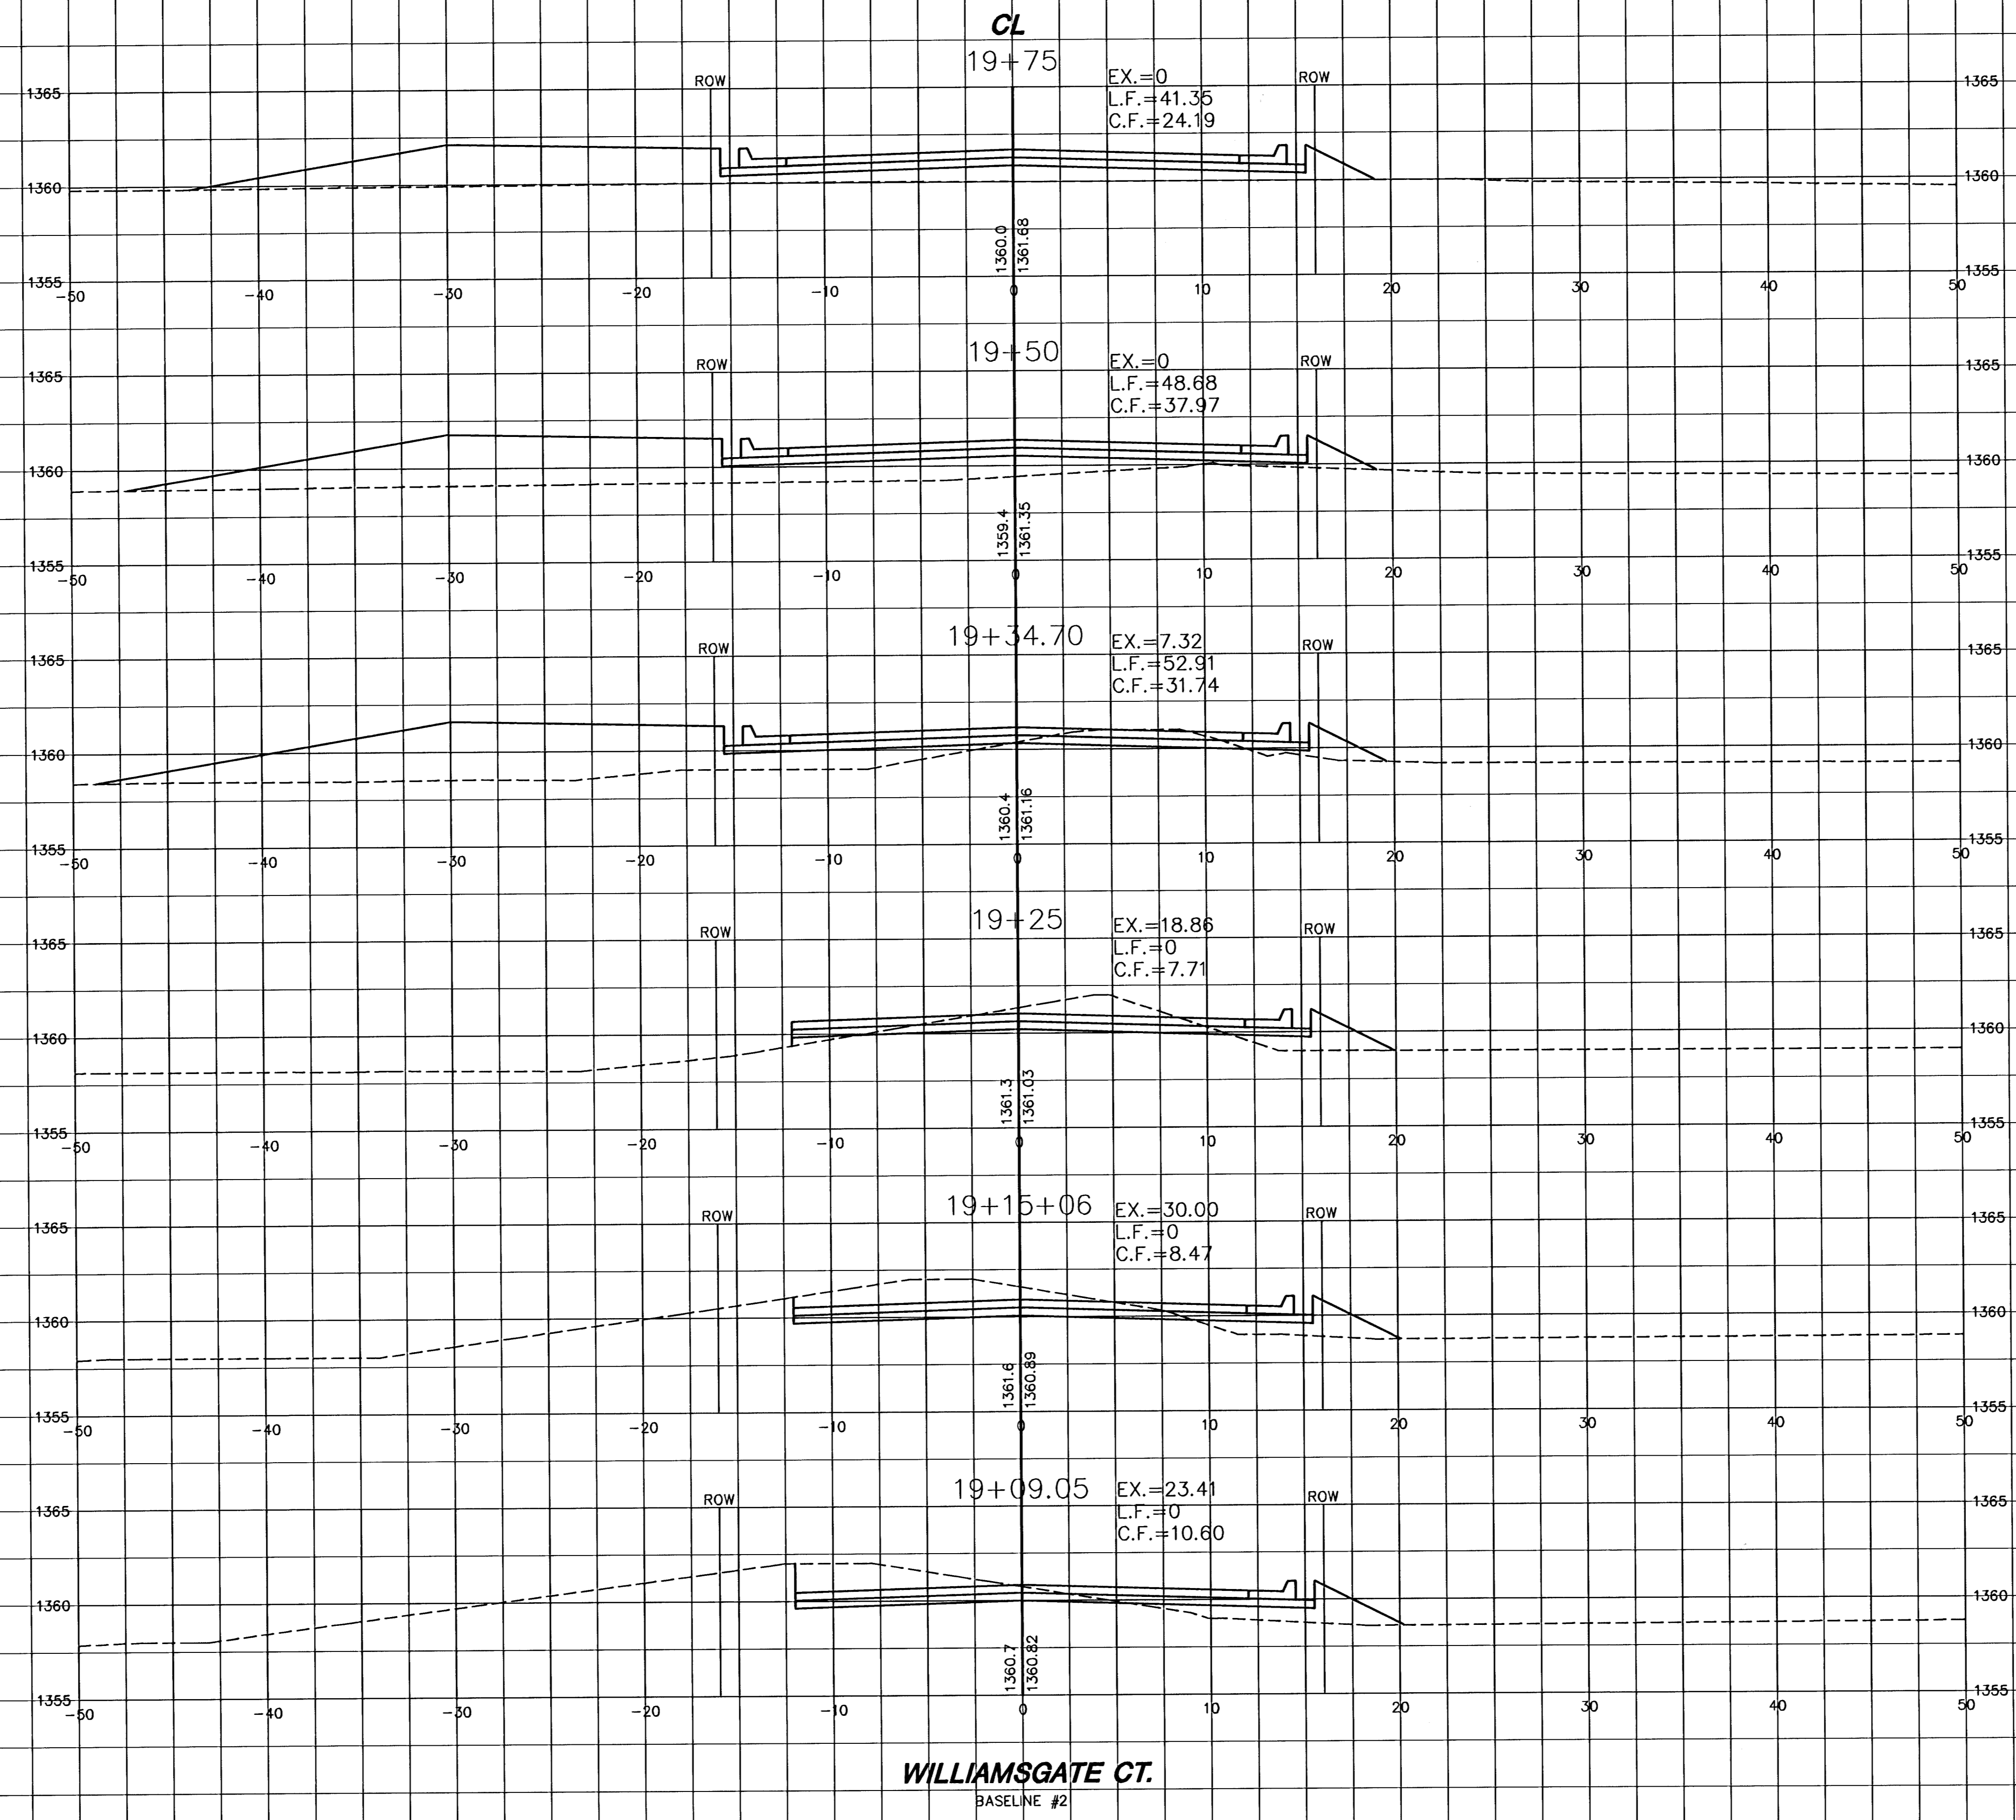 CL
19+75
EX.=0
L.F.=41.35
C.F.=24.19
ROW ROW
1365 1365
1360 1360
1360.0 1361.68
1355 1355
-50 -40 -30 -20 -10 0 10 20 30 40 50
19+50
EX.=0
L.F.=48.68
C.F.=37.97
ROW ROW
1365 1365
1360 1360
1359.4 1361.35
1355 1355
-50 -40 -30 -20 -10 0 10 20 30 40 50
19+34.70
EX.=7.32
L.F.=52.91
C.F.=31.74
ROW ROW
1365 1365
1360 1360
1360.4 1361.16
1355 1355
-50 -40 -30 -20 -10 0 10 20 30 40 50
19+25
EX.=18.86
L.F.=0
C.F.=7.71
ROW ROW
1365 1365
1360 1360
1361.3 1361.03
1355 1355
-50 -40 -30 -20 -10 0 10 20 30 40 50
19+15+06
EX.=30.00
L.F.=0
C.F.=8.47
ROW ROW
1365 1365
1360 1360
1361.6 1360.89
1355 1355
-50 -40 -30 -20 -10 0 10 20 30 40 50
19+09.05
EX.=23.41
L.F.=0
C.F.=10.60
ROW ROW
1365 1365
1360 1360
1360.7 1360.82
1355 1355
-50 -40 -30 -20 -10 0 10 20 30 40 50
WILLIAMSGATE CT.
BASELINE #2